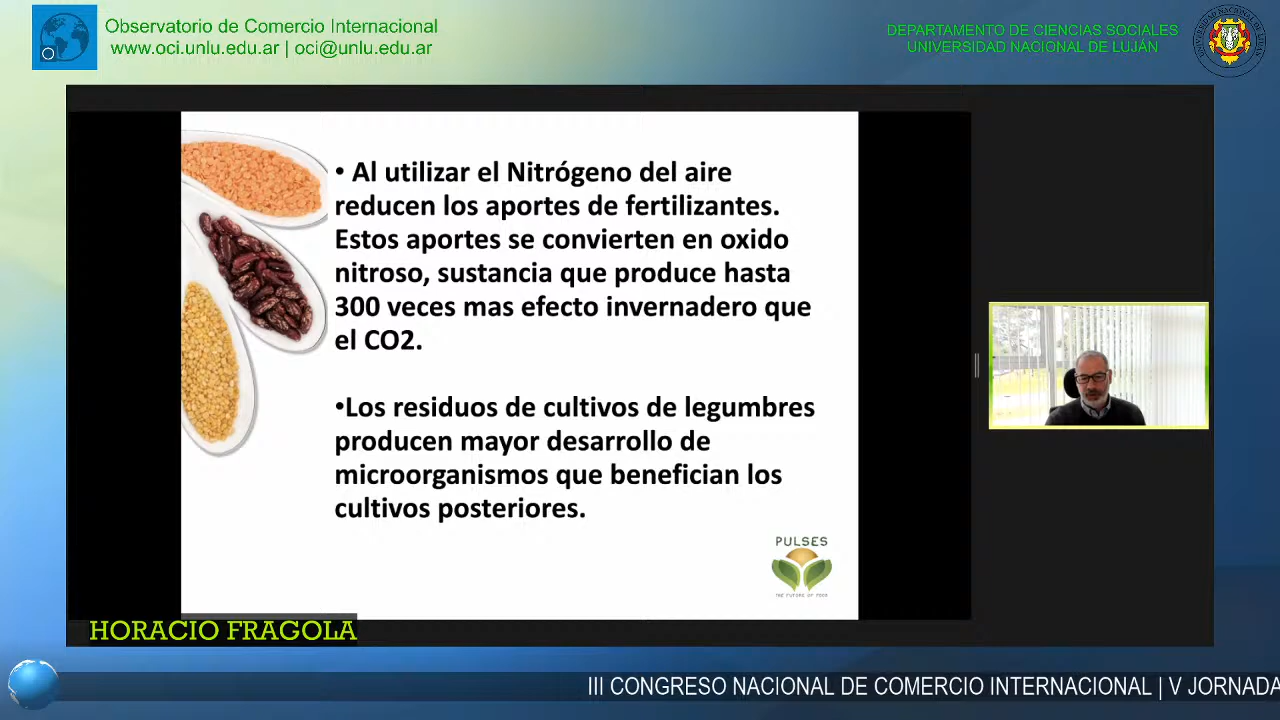 Observatorio de Comercio Internacional
www.oci.unlu.edu.ar | oci@unlu.edu.ar
DEPARTAMENTO DE CIENCIAS SOCIALES
UNIVERSIDAD NACIONAL DE LUJÁN
• Al utilizar el Nitrógeno del aire
reducen los aportes de fertilizantes.
Estos aportes se convierten en oxido
nitroso, sustancia que produce hasta
300 veces mas efecto invernadero que
el CO2.
•Los residuos de cultivos de legumbres
producen mayor desarrollo de
microorganismos que benefician los
cultivos posteriores.
PULSES
THE FUTURE OF FOOD
HORACIO FRAGOLA
III CONGRESO NACIONAL DE COMERCIO INTERNACIONAL | V JORNADA